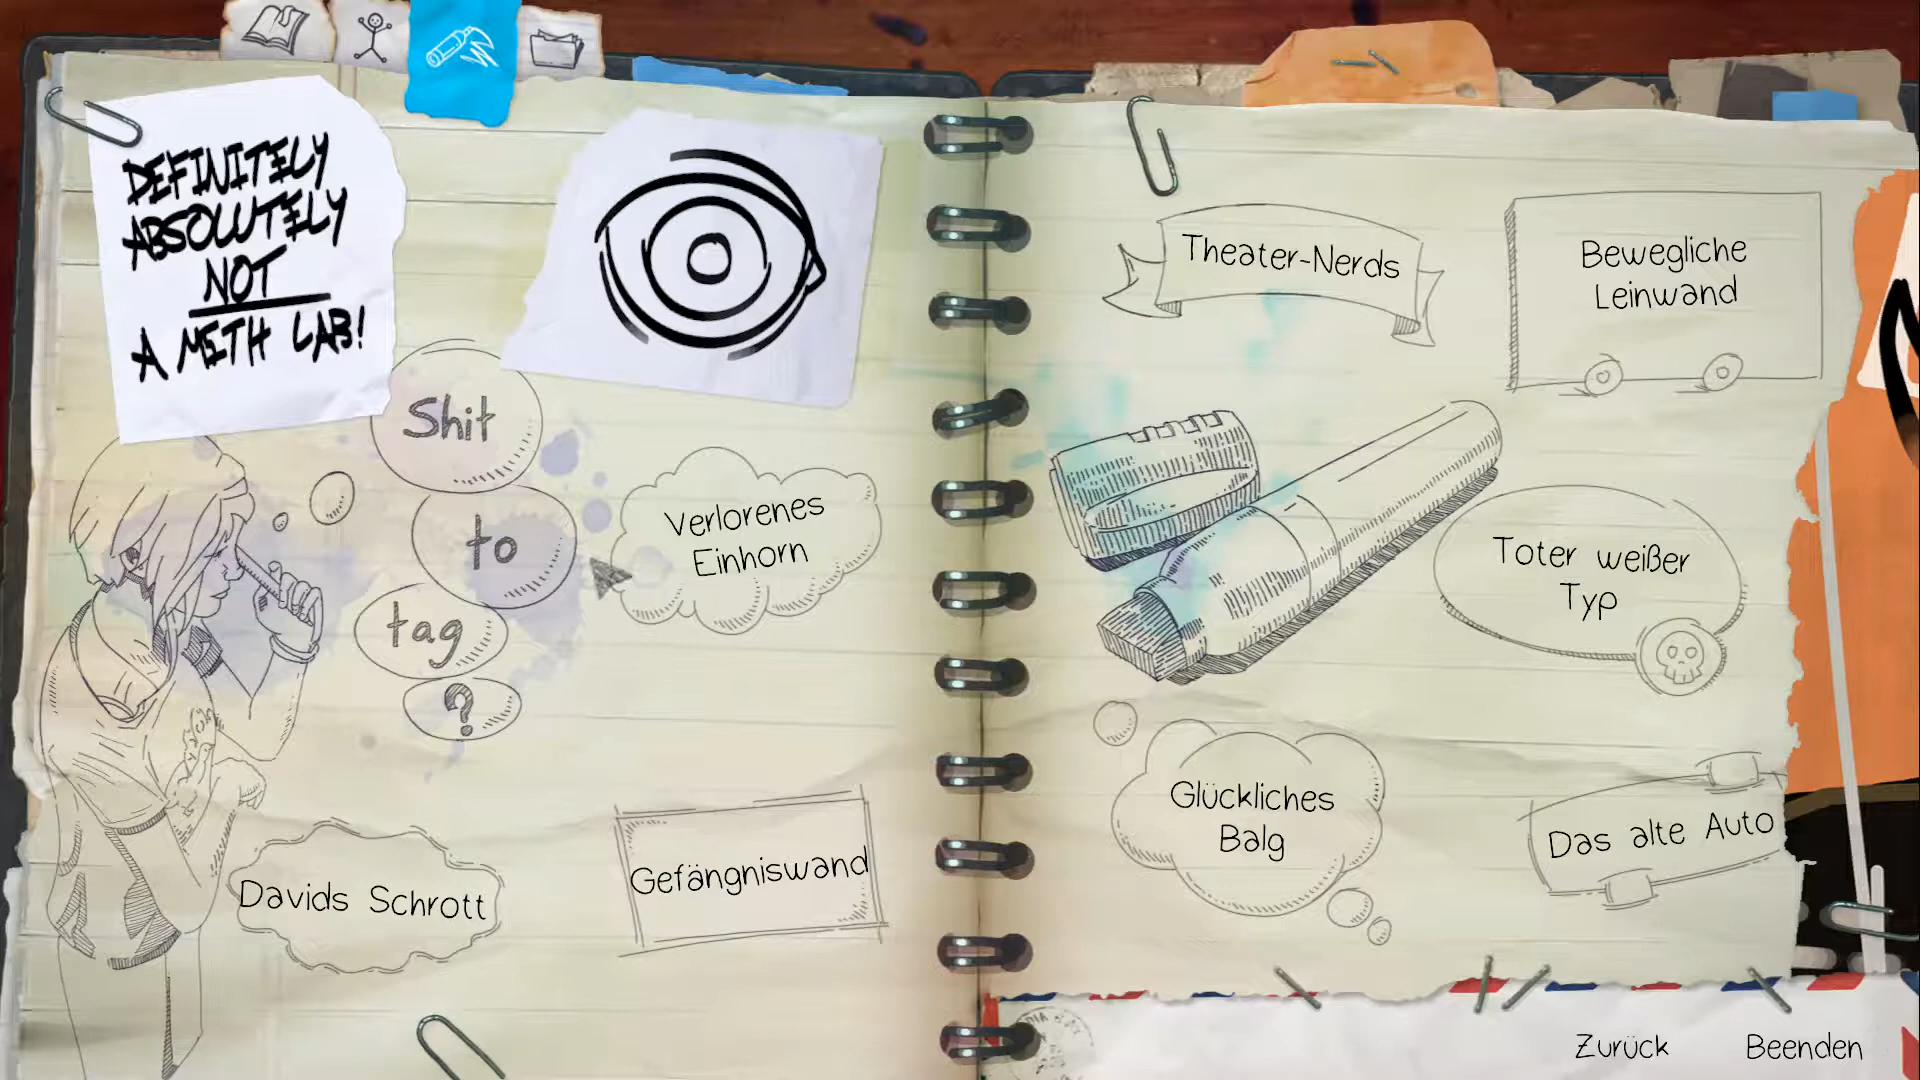 DEFINITELY
ABSOLUTELY
NOT
A METH LAB!
Shit
to
tag
?
Verlorenes
Einhorn
Davids Schrott
Gefängniswand
Theater-Nerds
Bewegliche
Leinwand
Toter weißer
Typ
Glückliches
Balg
Das alte Auto
Zurück
Beenden